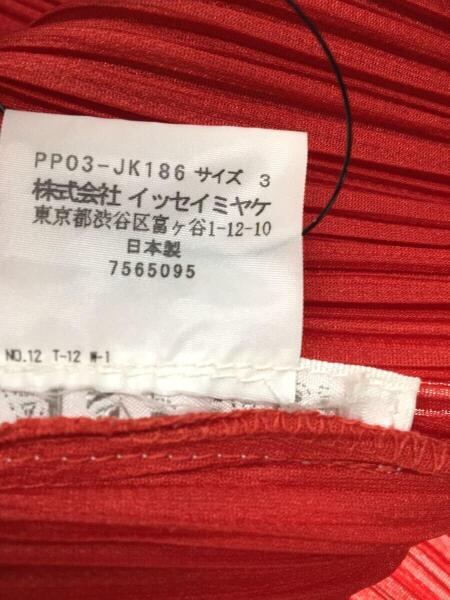 PP03-JK186 サイズ 3
株式会社 イッセイミヤケ
東京都渋谷区富ヶ谷1-12-10
日本製
7565095
NO.12 T-12 W-1